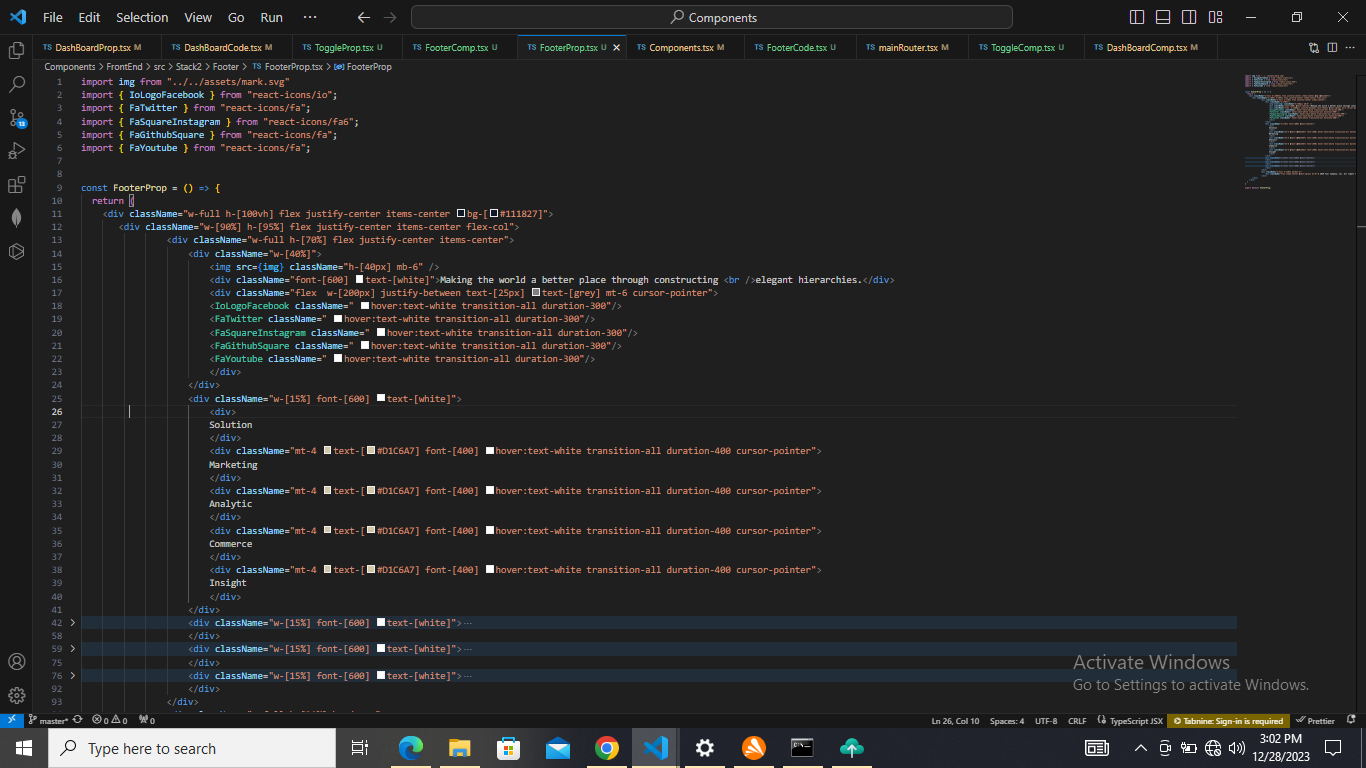 File Edit Selection View Go Run ··· Components
TS DashBoardProp.tsx M TS DashBoardCode.tsx M TS ToggleProp.tsx U TS FooterComp.tsx U TS FooterProp.tsx U TS Components.tsx M TS FooterCode.tsx U TS mainRouter.tsx M TS ToggleComp.tsx U TS DashBoardComp.tsx M
Components > FrontEnd > src > Stack2 > Footer > TS FooterProp.tsx > FooterProp
1 import img from "../../assets/mark.svg"
2 import { IoLogoFacebook } from "react-icons/io";
3 import { FaTwitter } from "react-icons/fa";
4 import { FaSquareInstagram } from "react-icons/fa6";
5 import { FaGithubSquare } from "react-icons/fa";
6 import { FaYoutube } from "react-icons/fa";
7
8
9 const FooterProp = () => {
10 return (
11 <div className="w-full h-[100vh] flex justify-center items-center bg-[#111827]">
12 <div className="w-[90%] h-[95%] flex justify-center items-center flex-col">
13 <div className="w-full h-[70%] flex justify-center items-center">
14 <div className="w-[40%]">
15 <img src={img} className="h-[40px] mb-6" />
16 <div className="font-[600] text-[white]">Making the world a better place through constructing <br />elegant hierarchies.</div>
17 <div className="flex  w-[200px] justify-between text-[25px] text-[grey] mt-6 cursor-pointer">
18 <IoLogoFacebook className=" hover:text-white transition-all duration-300"/>
19 <FaTwitter className=" hover:text-white transition-all duration-300"/>
20 <FaSquareInstagram className=" hover:text-white transition-all duration-300"/>
21 <FaGithubSquare className=" hover:text-white transition-all duration-300"/>
22 <FaYoutube className=" hover:text-white transition-all duration-300"/>
23 </div>
24 </div>
25 <div className="w-[15%] font-[600] text-[white]">
26 <div>
27 Solution
28 </div>
29 <div className="mt-4 text-[#D1C6A7] font-[400] hover:text-white transition-all duration-400 cursor-pointer">
30 Marketing
31 </div>
32 <div className="mt-4 text-[#D1C6A7] font-[400] hover:text-white transition-all duration-400 cursor-pointer">
33 Analytic
34 </div>
35 <div className="mt-4 text-[#D1C6A7] font-[400] hover:text-white transition-all duration-400 cursor-pointer">
36 Commerce
37 </div>
38 <div className="mt-4 text-[#D1C6A7] font-[400] hover:text-white transition-all duration-400 cursor-pointer">
39 Insight
40 </div>
41 </div>
42 <div className="w-[15%] font-[600] text-[white]">···
58 </div>
59 <div className="w-[15%] font-[600] text-[white]">···
75 </div>
76 <div className="w-[15%] font-[600] text-[white]">···
92 </div>
93 </div>
Activate Windows
Go to Settings to activate Windows.
13
master* 0 0 0 Ln 26, Col 10 Spaces: 4 UTF-8 CRLF TypeScript JSX Tabnine: Sign-in is required Prettier
Type here to search
3:02 PM
12/28/2023